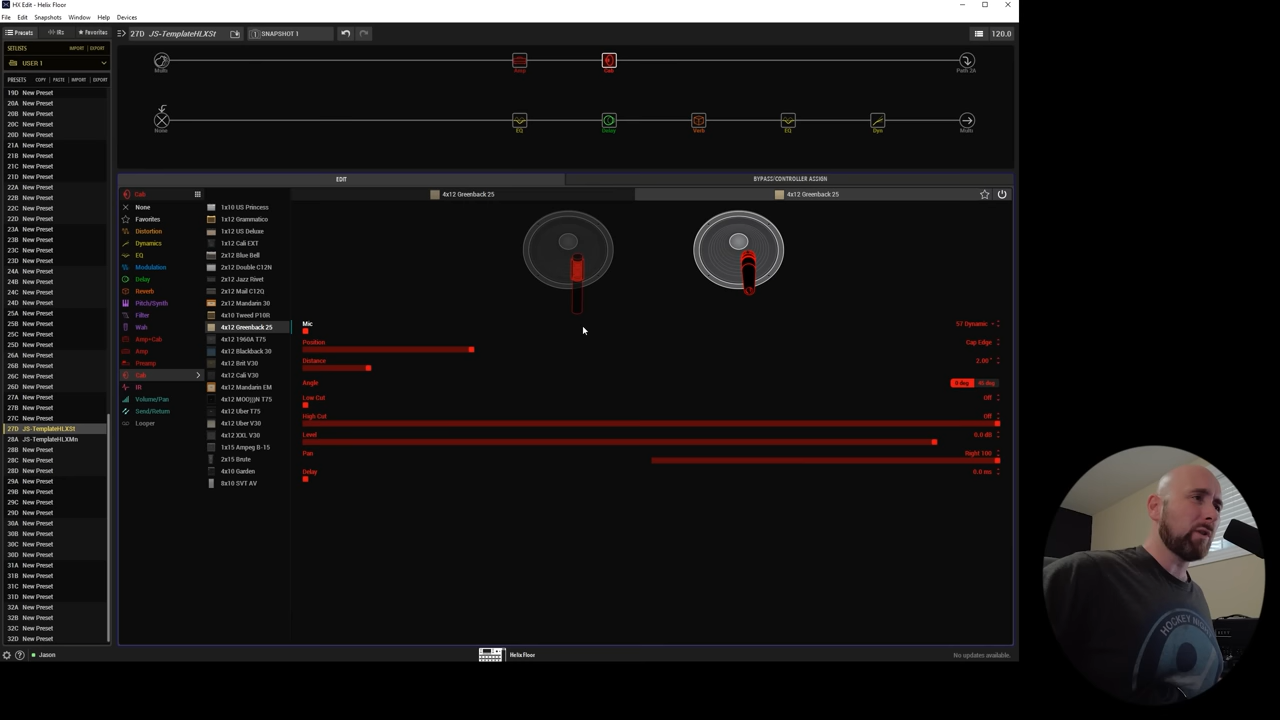 HX Edit - Helix Floor
File Edit Snapshots Window Help Devices
Presets IRs Favorites
27D JS-TemplateHLXSt
SNAPSHOT 1
120.0
SETLISTS IMPORT | EXPORT
USER 1
PRESETS COPY PASTE IMPORT EXPORT
19D New Preset
20A New Preset
20B New Preset
20C New Preset
20D New Preset
21A New Preset
21B New Preset
21C New Preset
21D New Preset
22A New Preset
22B New Preset
22C New Preset
22D New Preset
23A New Preset
23B New Preset
23C New Preset
23D New Preset
24A New Preset
24B New Preset
24C New Preset
24D New Preset
25A New Preset
25B New Preset
25C New Preset
25D New Preset
26A New Preset
26B New Preset
26C New Preset
26D New Preset
27A New Preset
27B New Preset
27C New Preset
27D JS-TemplateHLXSt
28A JS-TemplateHLXMn
28B New Preset
28C New Preset
28D New Preset
29A New Preset
29B New Preset
29C New Preset
29D New Preset
30A New Preset
30B New Preset
30C New Preset
30D New Preset
31A New Preset
31B New Preset
31C New Preset
31D New Preset
32A New Preset
32B New Preset
32C New Preset
32D New Preset
Multi Amp Cab Path 2A
None EQ Delay Verb EQ Dyn Multi
EDIT BYPASS/CONTROLLER ASSIGN
Cab
4x12 Greenback 25 4x12 Greenback 25
None
Favorites
Distortion
Dynamics
EQ
Modulation
Delay
Reverb
Pitch/Synth
Filter
Wah
Amp+Cab
Amp
Preamp
Cab
IR
Volume/Pan
Send/Return
Looper
1x10 US Princess
1x12 Grammatico
1x12 US Deluxe
1x12 Cali EXT
2x12 Blue Bell
2x12 Double C12N
2x12 Jazz Rivet
2x12 Mail C12Q
2x12 Mandarin 30
4x10 Tweed P10R
4x12 Greenback 25
4x12 1960A T75
4x12 Blackback 30
4x12 Brit V30
4x12 Cali V30
4x12 Mandarin EM
4x12 MOO)))N T75
4x12 Uber T75
4x12 Uber V30
4x12 XXL V30
1x15 Ampeg B-15
2x15 Brute
4x10 Garden
8x10 SVT AV
Mic 57 Dynamic
Position Cap Edge
Distance 2.00"
Angle 0 deg 45 deg
Low Cut Off
High Cut Off
Level 0.0 dB
Pan Right 100
Delay 0.0 ms
Jason
Helix Floor
No updates available.